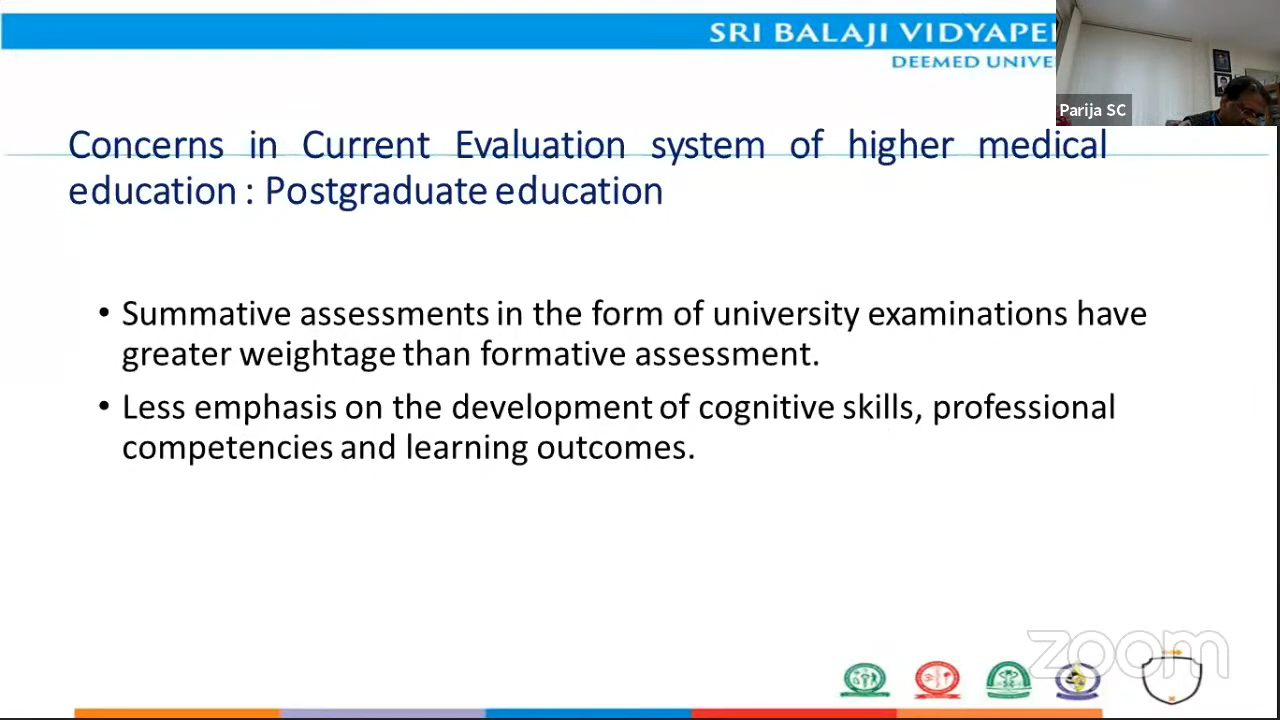 SRI BALAJI VIDYAPE
DEEMED UNIVE
Parija SC
Concerns in Current Evaluation system of higher medical
education : Postgraduate education
• Summative assessments in the form of university examinations have
greater weightage than formative assessment.
• Less emphasis on the development of cognitive skills, professional
competencies and learning outcomes.
zoom